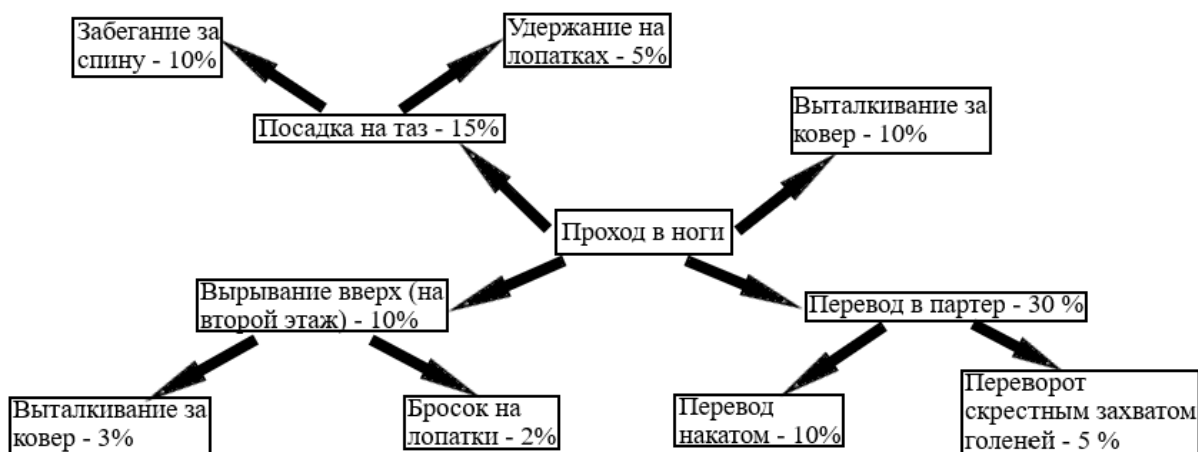 Забегание за
спину - 10%
Удержание на
лопатках - 5%
Посадка на таз - 15%
Выталкивание за
ковер - 10%
Проход в ноги
Вырывание вверх (на
второй этаж) - 10%
Перевод в партер - 30 %
Выталкивание за
ковер - 3%
Бросок на
лопатки - 2%
Перевод
накатом - 10%
Переворот
скрестным захватом
голеней - 5 %